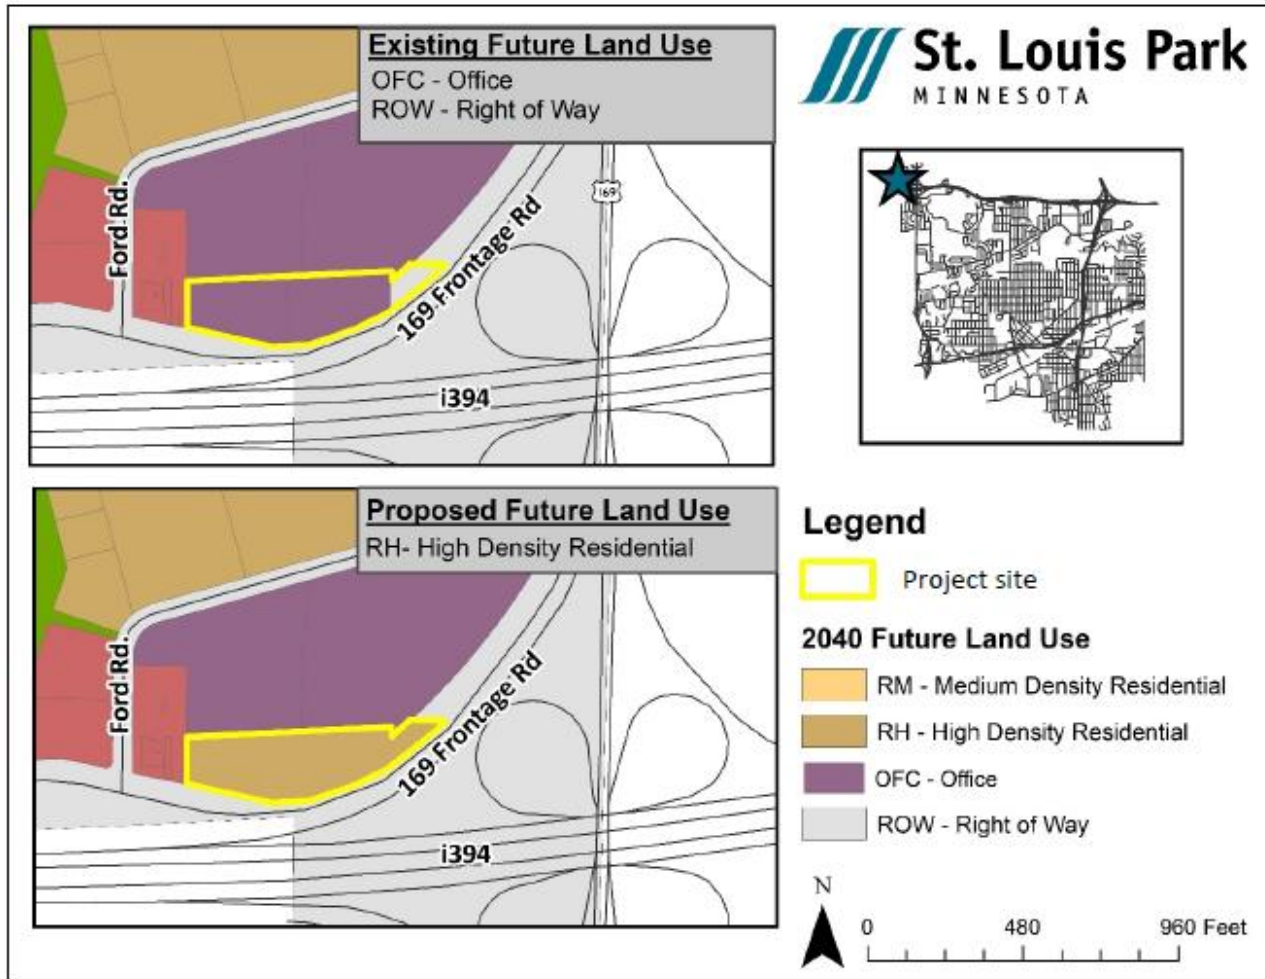 Existing Future Land Use
OFC - Office
ROW - Right of Way
Ford Rd.
169 Frontage Rd
169
i394
Proposed Future Land Use
RH- High Density Residential
Ford Rd.
169 Frontage Rd
i394
St. Louis Park
MINNESOTA
Legend
Project site
2040 Future Land Use
RM - Medium Density Residential
RH - High Density Residential
OFC - Office
ROW - Right of Way
N
0 480 960 Feet